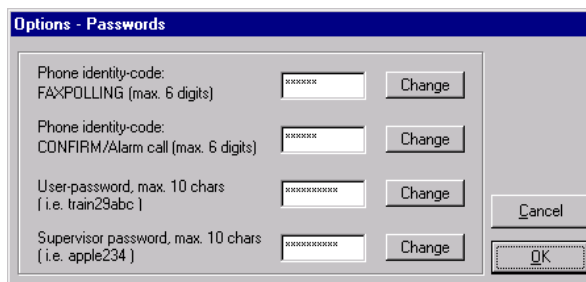 Options - Passwords
Phone identity-code:
FAXPOLLING (max. 6 digits)
****** Change
Phone identity-code:
CONFIRM/Alarm call (max. 6 digits)
****** Change
User-password, max. 10 chars
( i.e. train29abc )
********** Change
Supervisor password, max. 10 chars
( i.e. apple234 )
********** Change
Cancel
OK